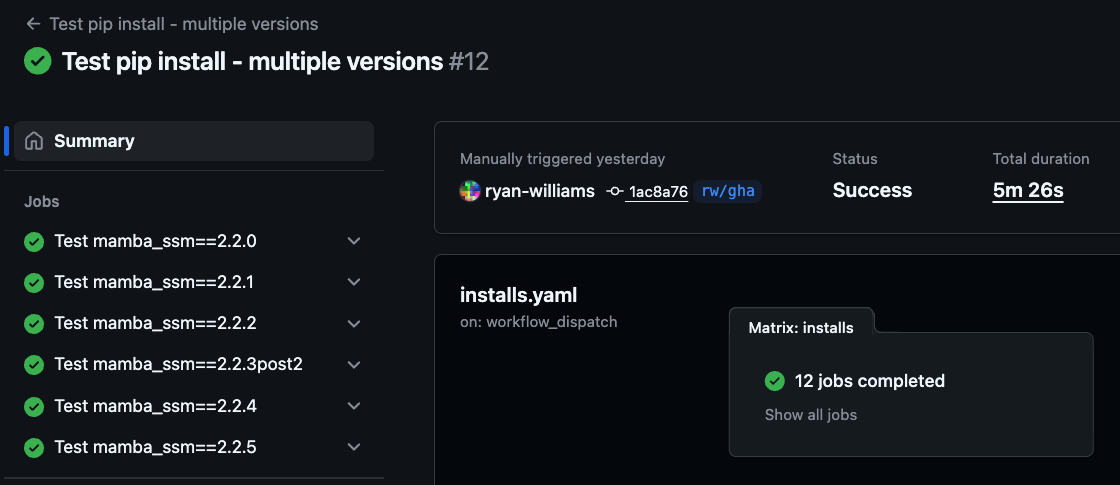 ← Test pip install - multiple versions
Test pip install - multiple versions #12
Summary
Jobs
Test mamba_ssm==2.2.0
Test mamba_ssm==2.2.1
Test mamba_ssm==2.2.2
Test mamba_ssm==2.2.3post2
Test mamba_ssm==2.2.4
Test mamba_ssm==2.2.5
Manually triggered yesterday
ryan-williams 1ac8a76 rw/gha
Status
Success
Total duration
5m 26s
installs.yaml
on: workflow_dispatch
Matrix: installs
12 jobs completed
Show all jobs